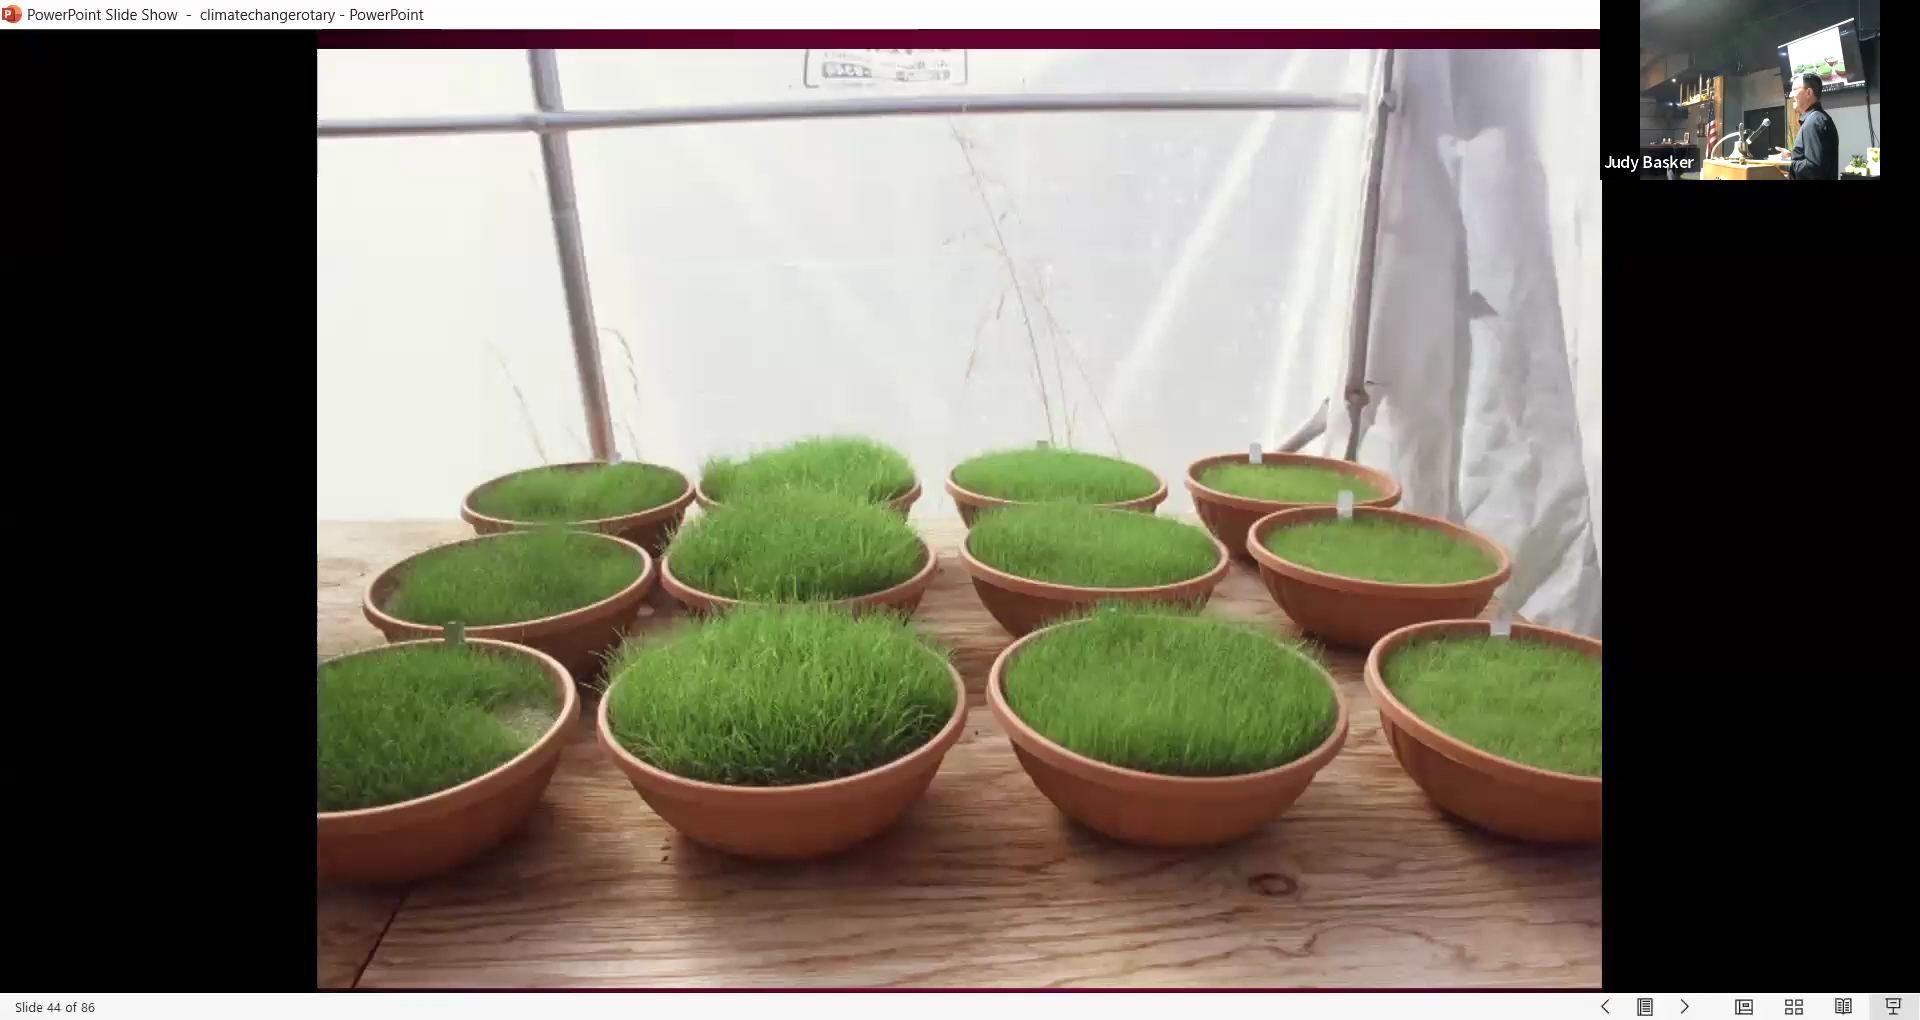 PowerPoint Slide Show - climatechangerotary - PowerPoint
Judy Basker
Slide 44 of 86